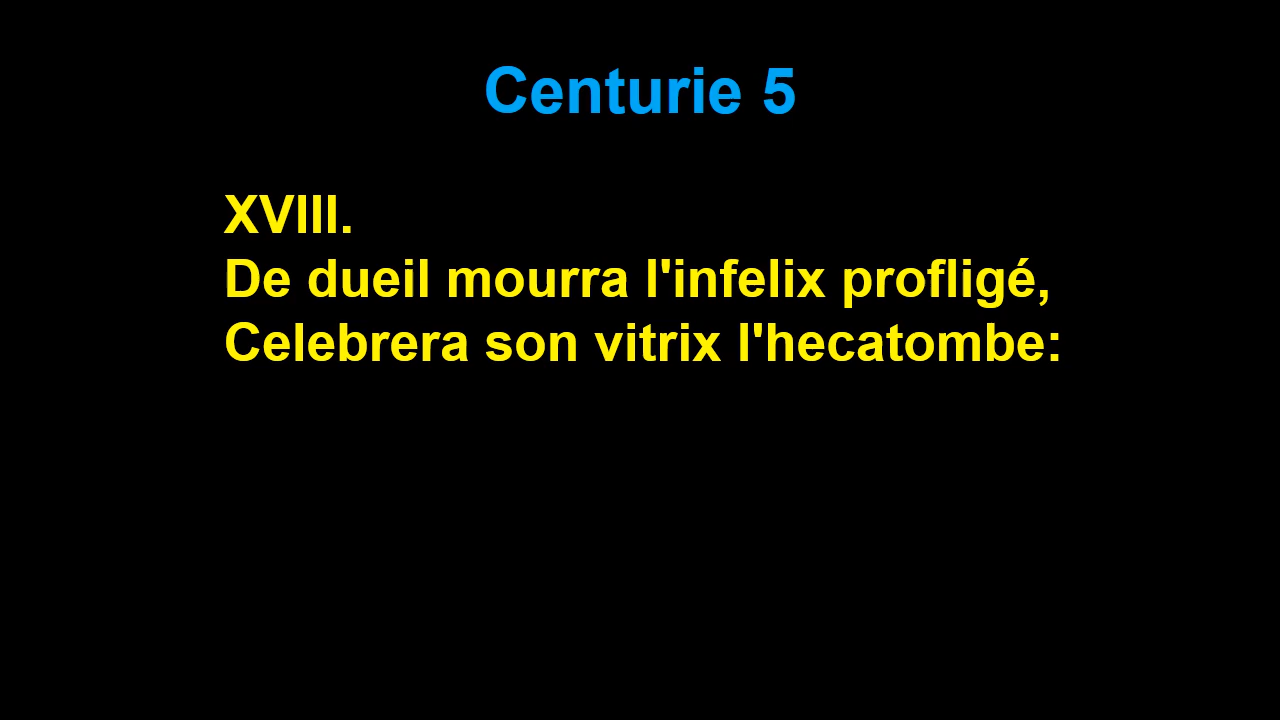 Centurie 5
XVIII.
De dueil mourra l'infelix profligé,
Celebrera son vitrix l'hecatombe: